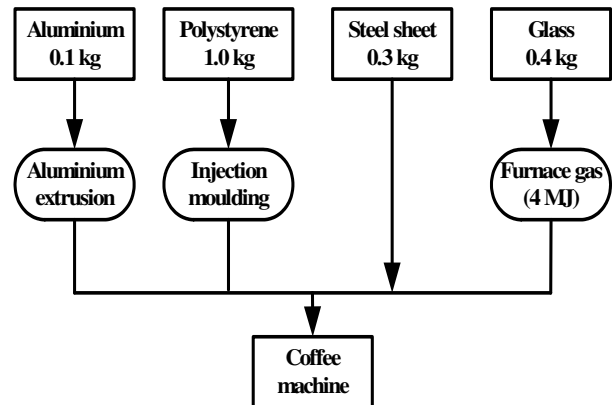 Aluminium
0.1 kg
Polystyrene
1.0 kg
Steel sheet
0.3 kg
Glass
0.4 kg
Aluminium
extrusion
Injection
moulding
Furnace gas
(4 MJ)
Coffee
machine